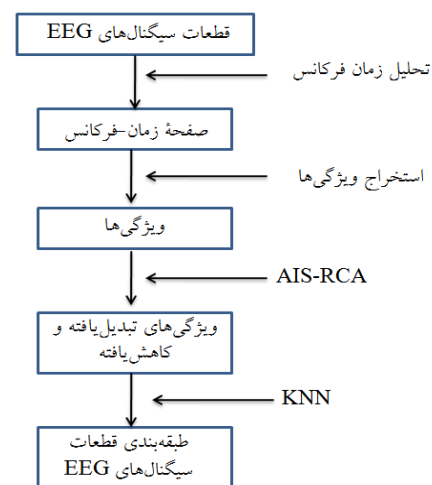 قطعات سیگنال‌های EEG
تحلیل زمان فرکانس
صفحهٔ زمان-فرکانس
استخراج ویژگی‌ها
ویژگی‌ها
AIS-RCA
ویژگی‌های تبدیل‌یافته و
کاهش‌یافته
KNN
طبقه‌بندی قطعات
سیگنال‌های EEG